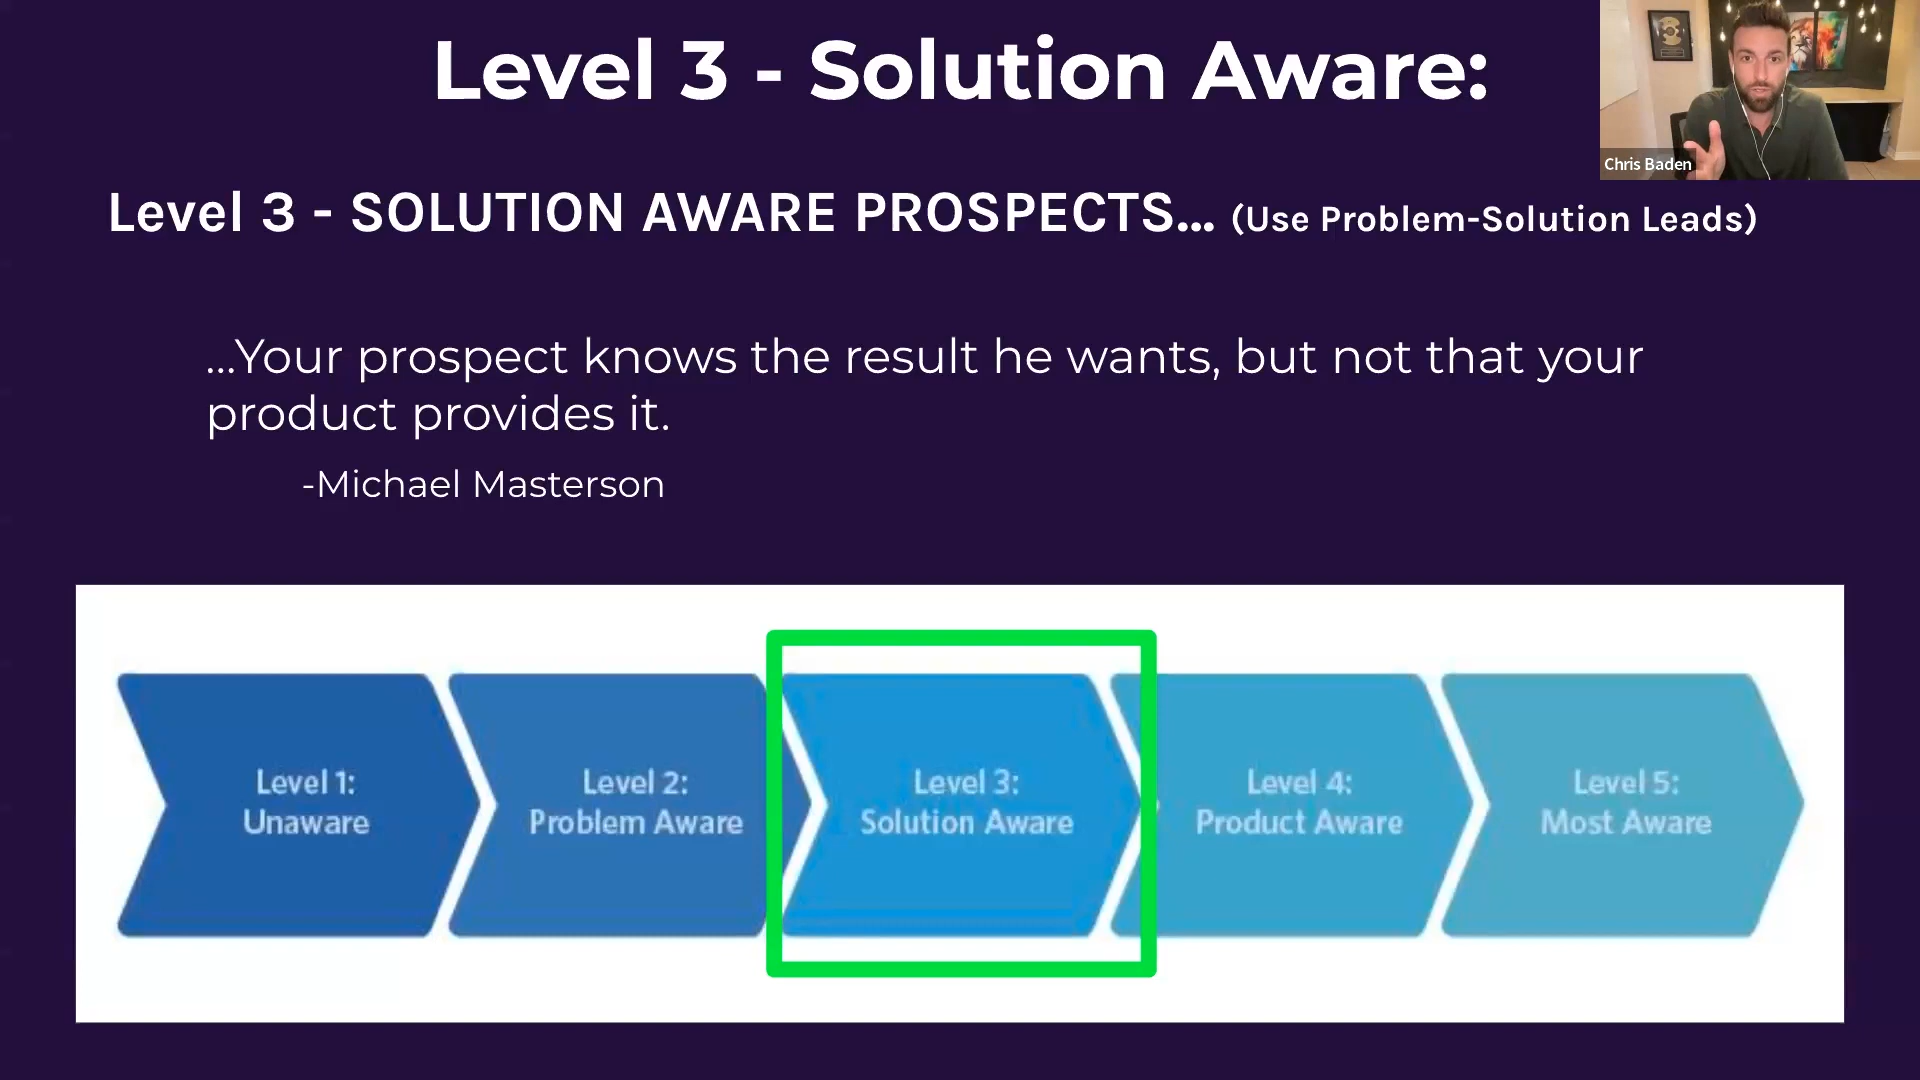 Level 3 - Solution Aware:
Chris Baden
Level 3 - SOLUTION AWARE PROSPECTS... (Use Problem-Solution Leads)
...Your prospect knows the result he wants, but not that your
product provides it.
-Michael Masterson
Level 1:
Unaware
Level 2:
Problem Aware
Level 3:
Solution Aware
Level 4:
Product Aware
Level 5:
Most Aware